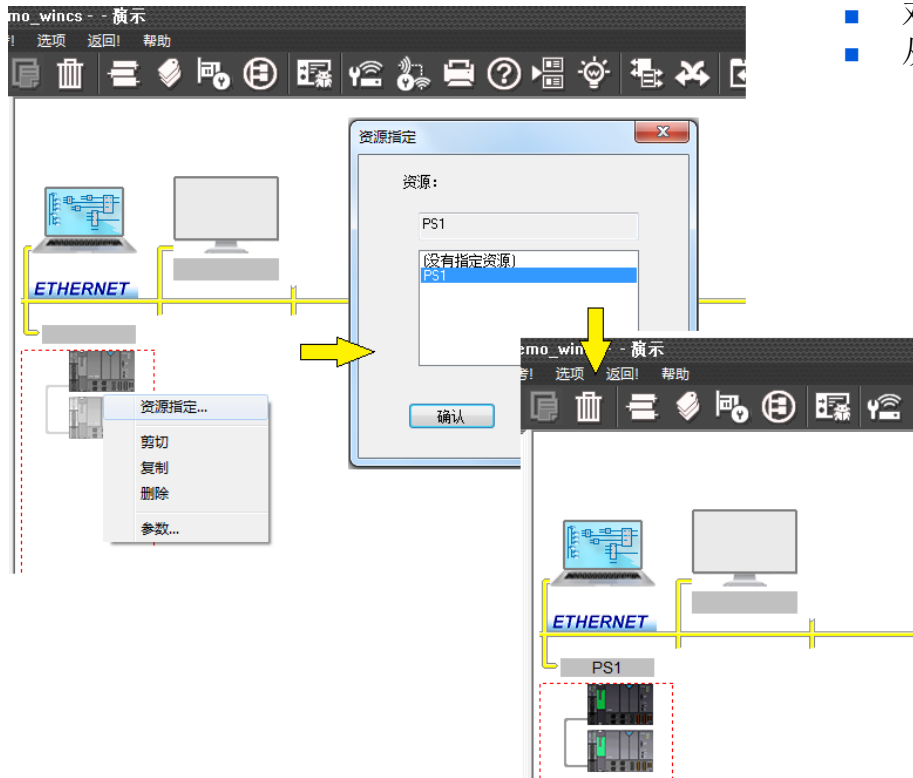 mo_wincs - - 演示
! 选项 返回! 帮助
资源指定
资源:
PS1
(没有指定资源)
PS1
确认
ETHERNET
资源指定...
剪切
复制
删除
参数...
- 演示
! 选项 返回! 帮助
ETHERNET
PS1